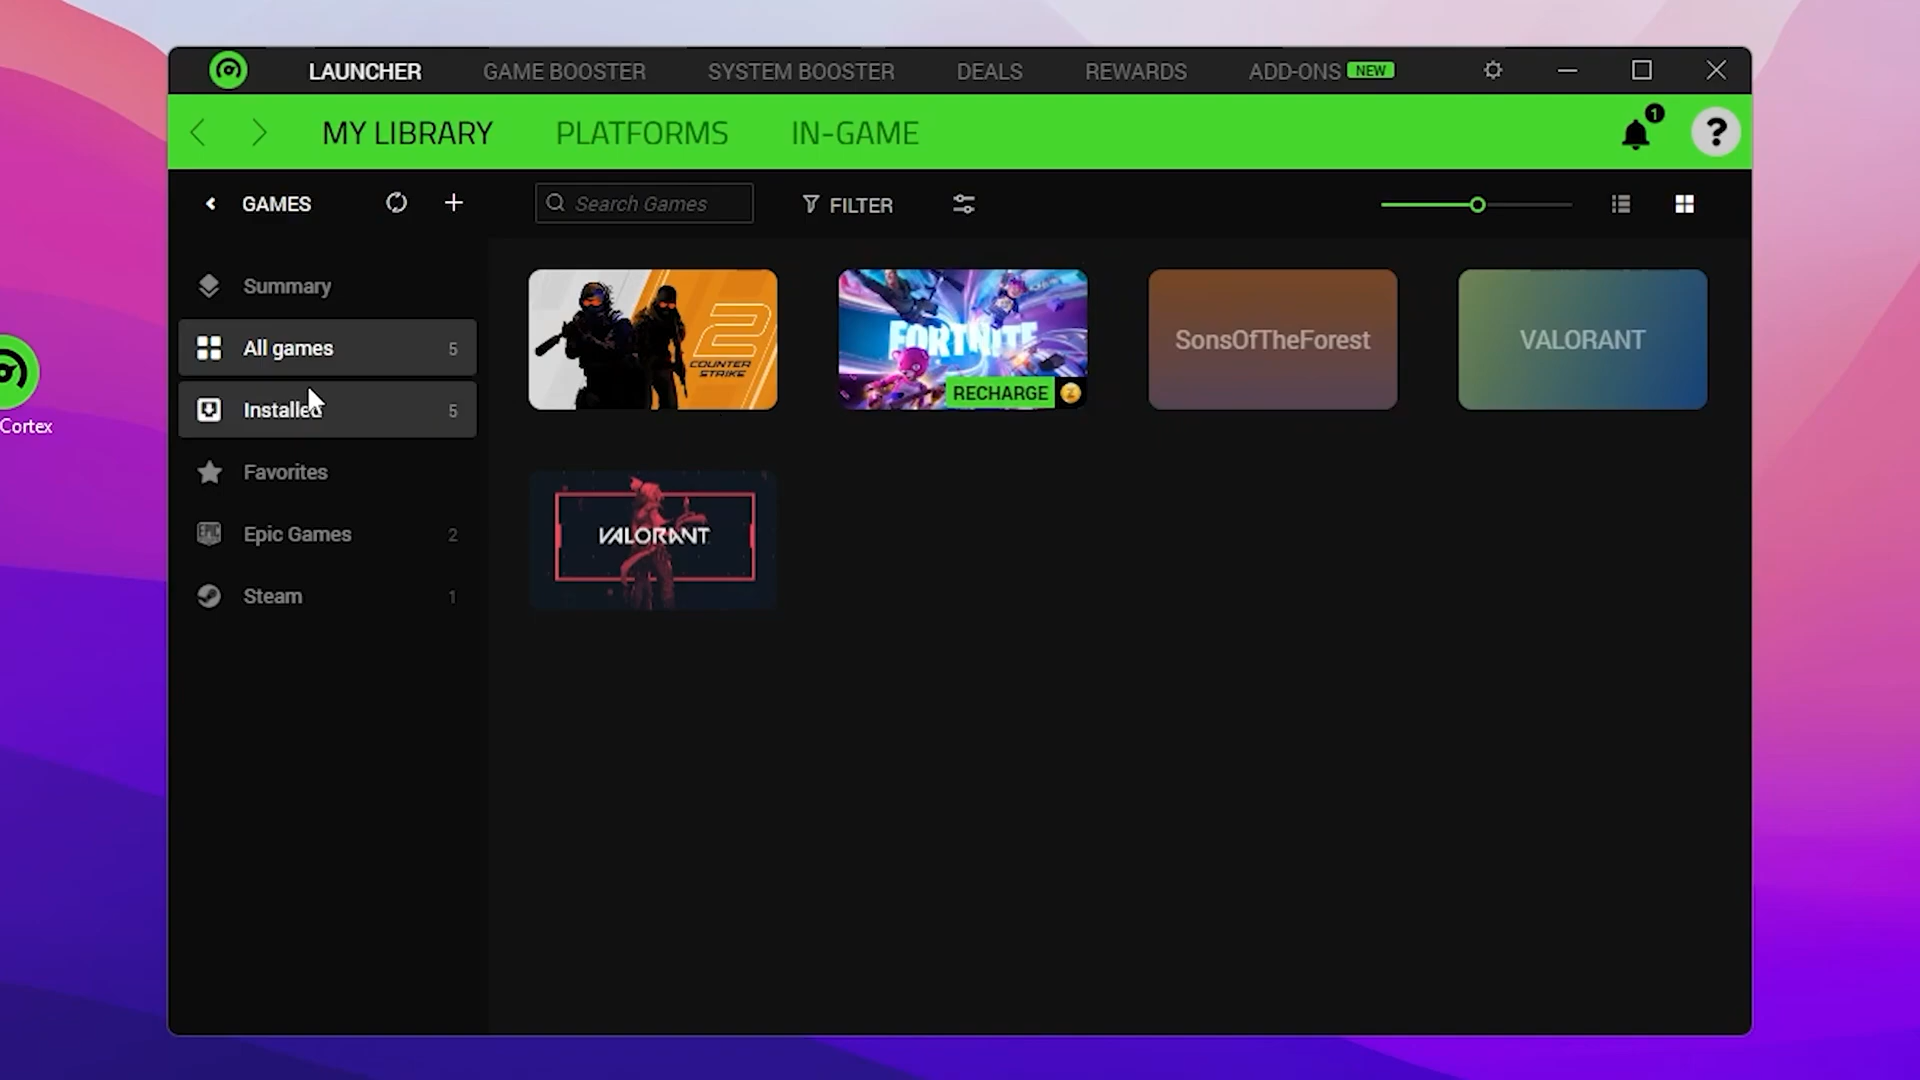 LAUNCHER GAME BOOSTER SYSTEM BOOSTER DEALS REWARDS ADD-ONS NEW
MY LIBRARY PLATFORMS IN-GAME 1 ?
GAMES Search Games FILTER
Summary
All games 5
Installed 5
Favorites
EPIC Epic Games 2
Steam 1
2
COUNTER
STRIKE
FORTNITE
RECHARGE
SonsOfTheForest
VALORANT
VALORANT
Cortex